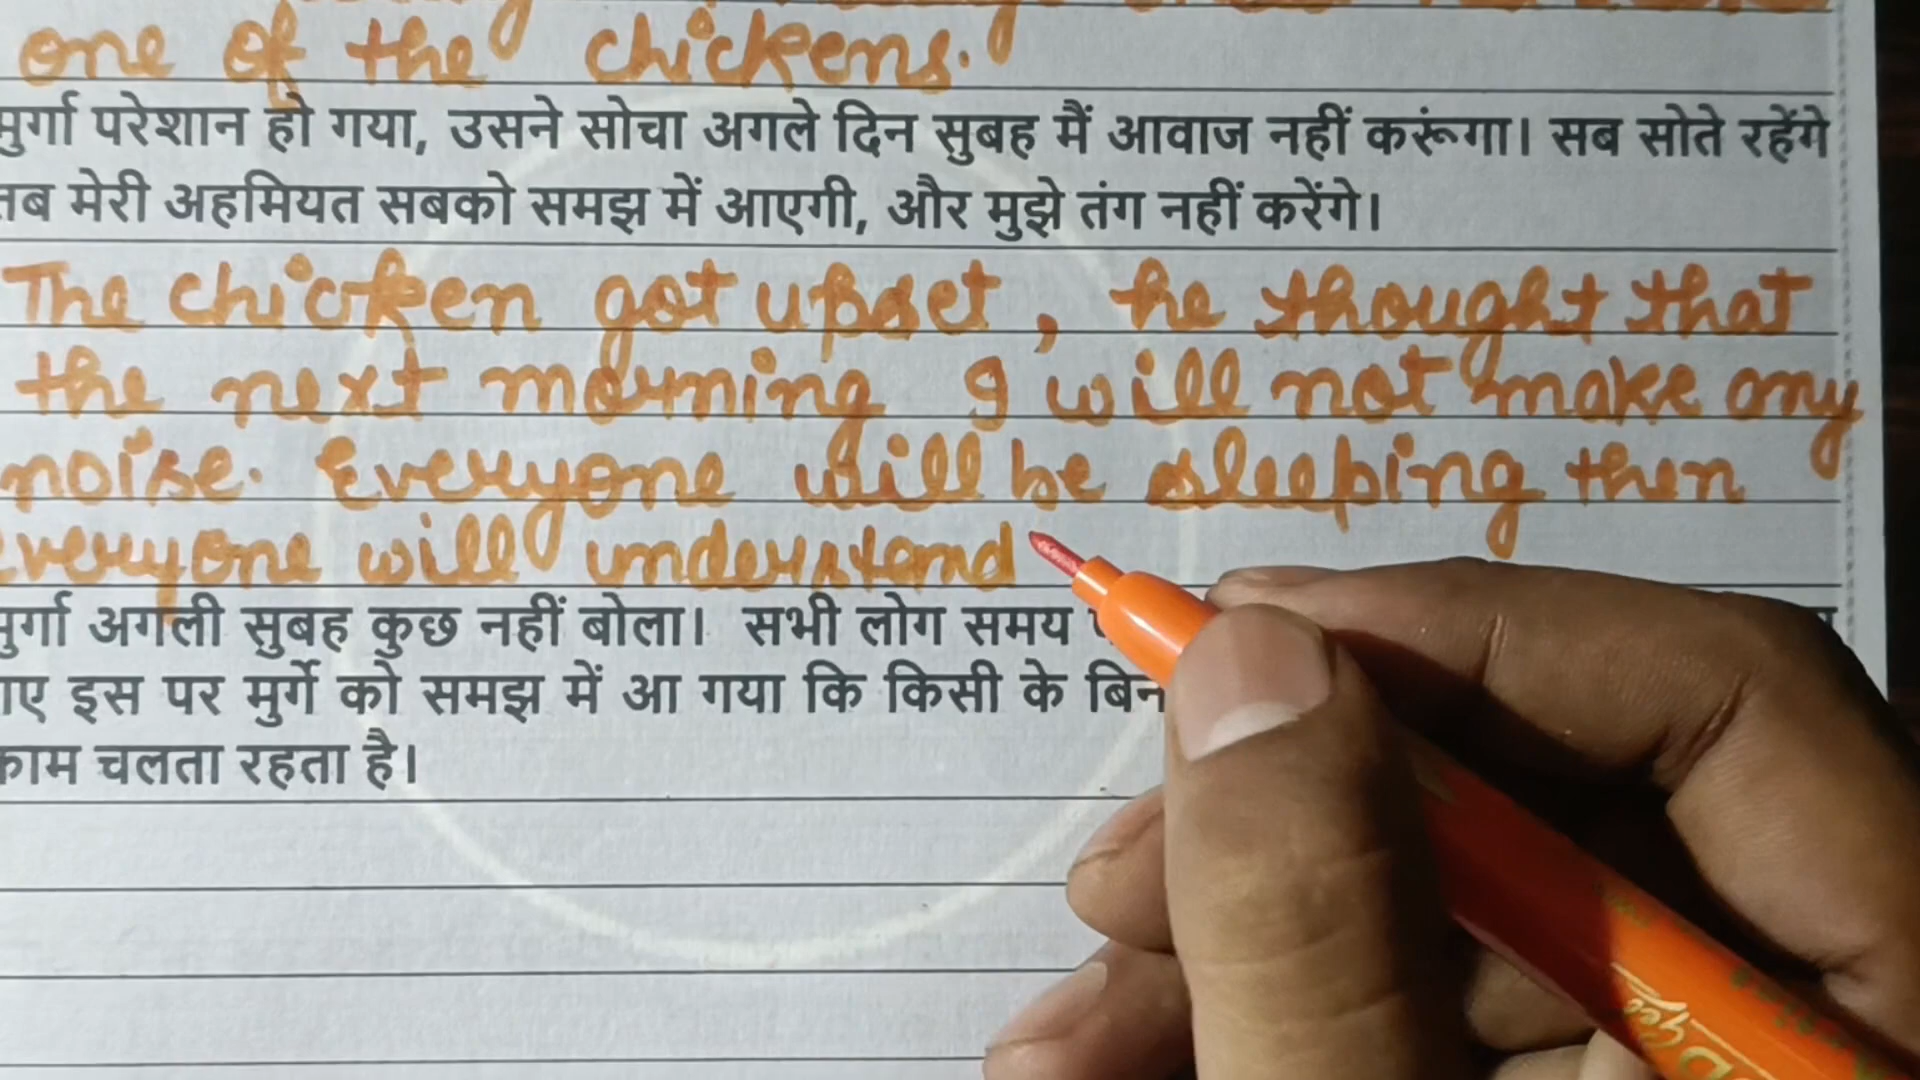 one of the chickens.
मुर्गा परेशान हो गया, उसने सोचा अगले दिन सुबह मैं आवाज नहीं करूंगा। सब सोते रहेंगे
तब मेरी अहमियत सबको समझ में आएगी, और मुझे तंग नहीं करेंगे।
The chicken got upset, he thought that
the next morning I will not make any
noise. Everyone will be sleeping then
everyone will understand
मुर्गा अगली सुबह कुछ नहीं बोला। सभी लोग समय
इस पर मुर्गे को समझ में आ गया कि किसी के
काम चलता रहता है।